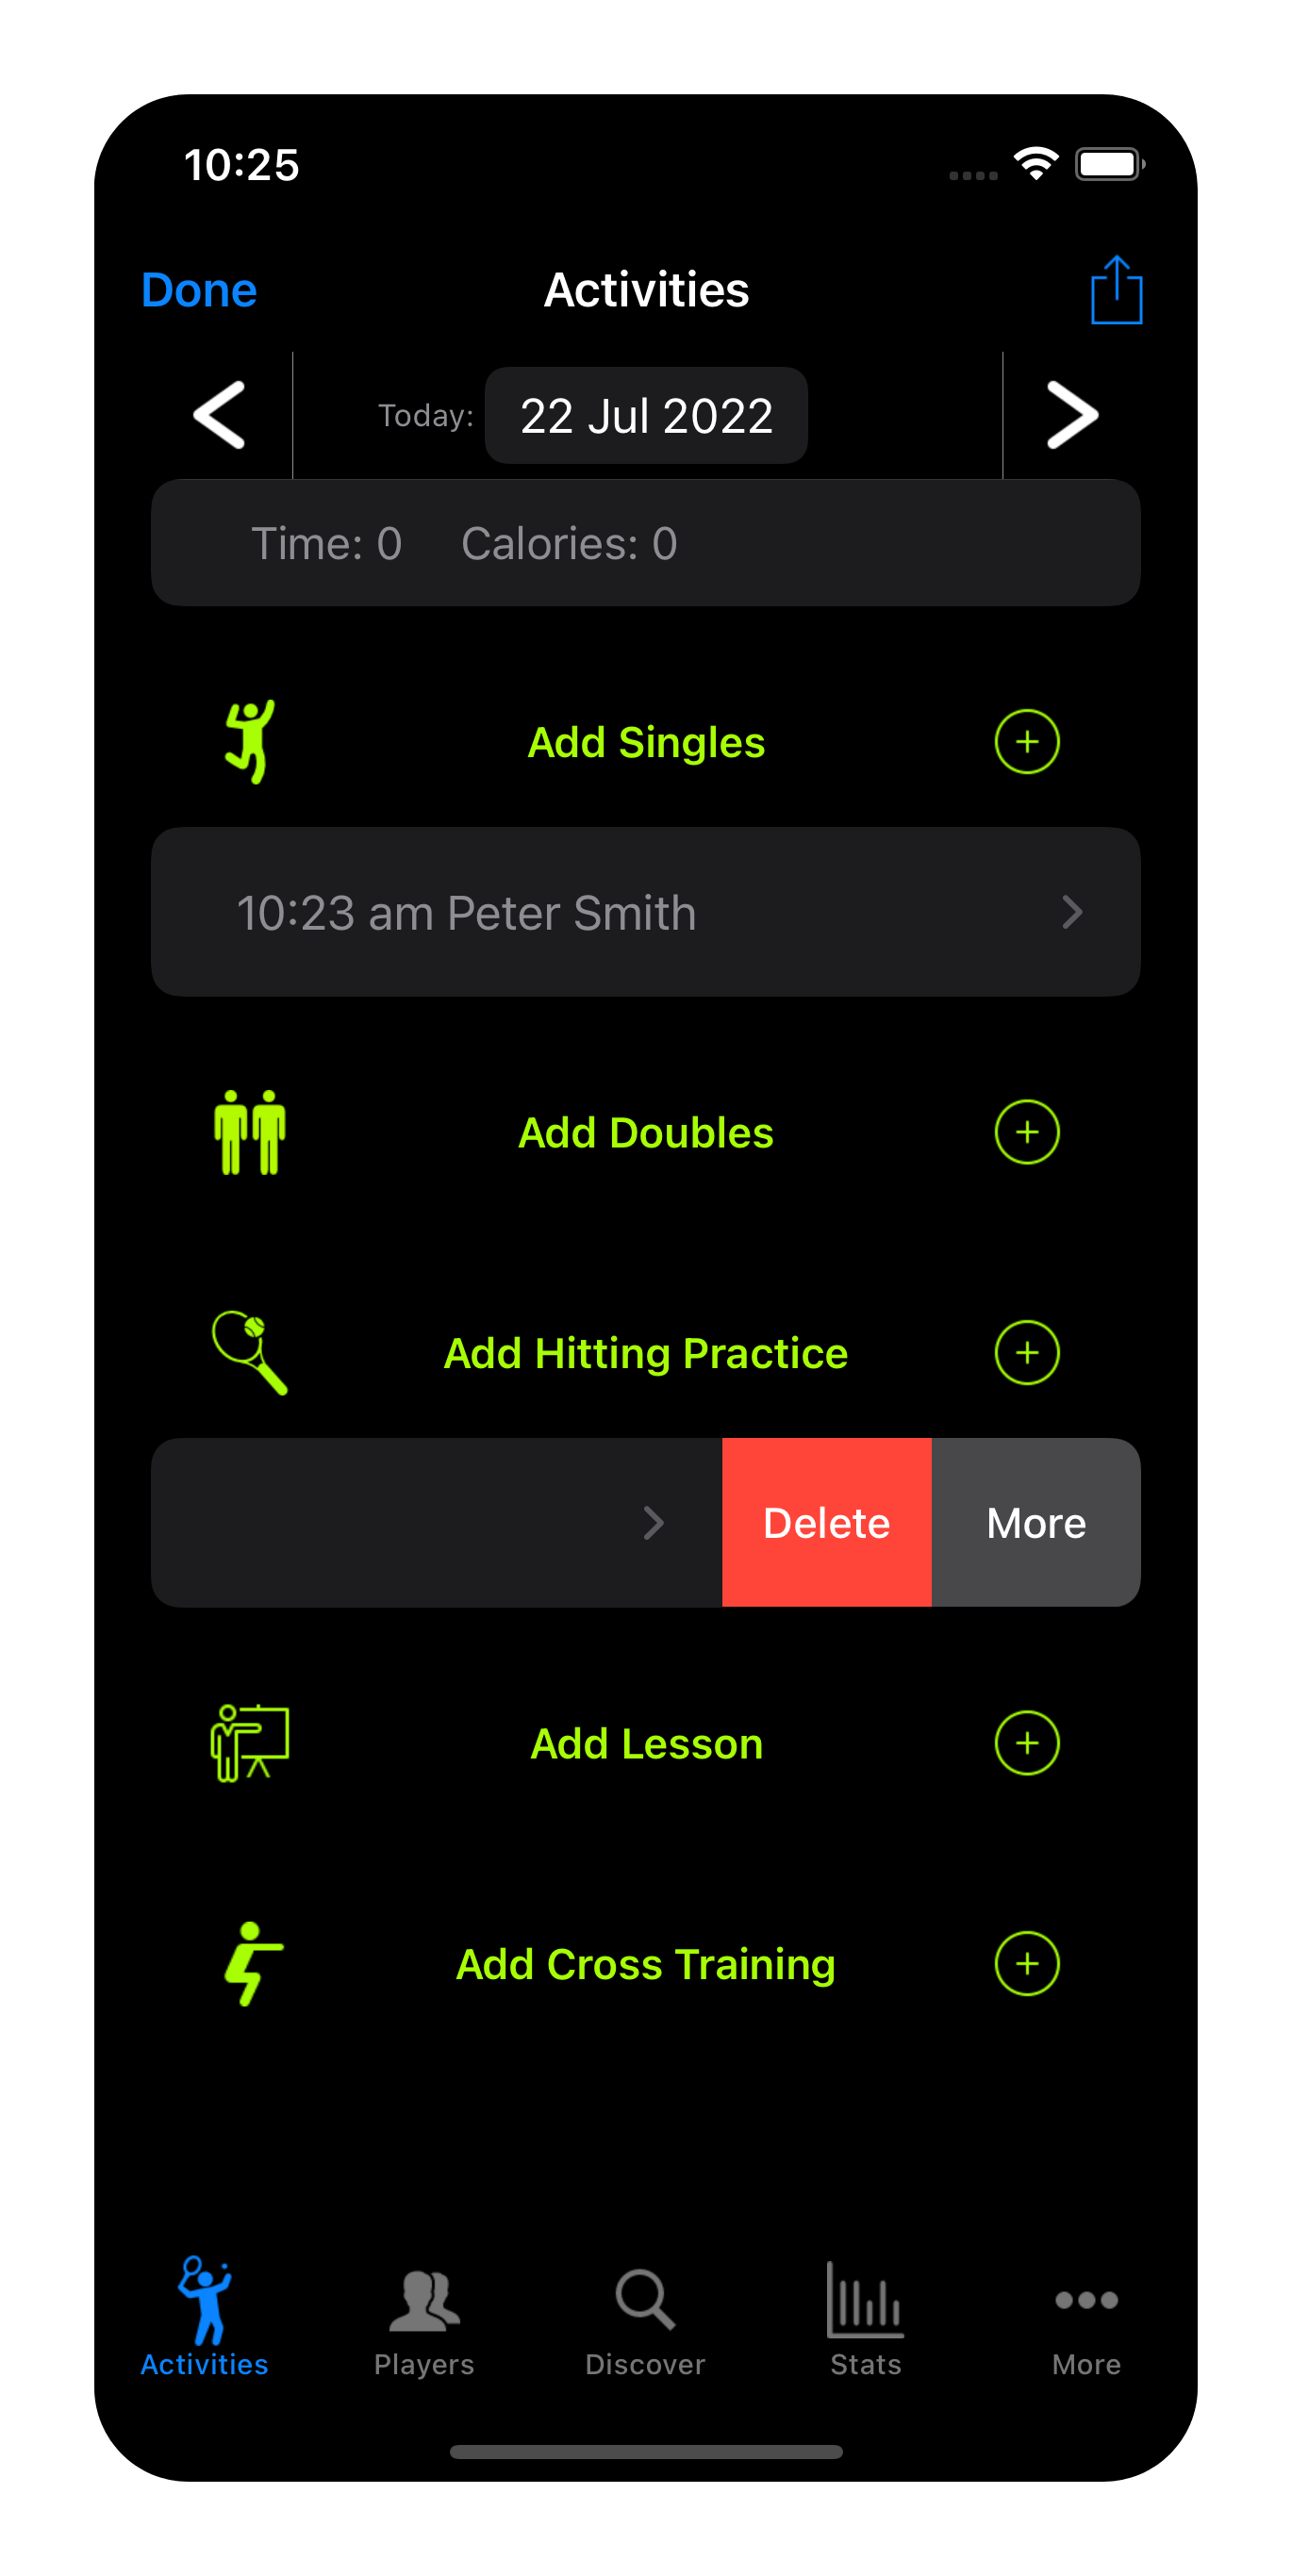 10:25
Done Activities
Today: 22 Jul 2022
Time: 0 Calories: 0
Add Singles
10:23 am Peter Smith
Add Doubles
Add Hitting Practice
Delete More
Add Lesson
Add Cross Training
Activities Players Discover Stats More